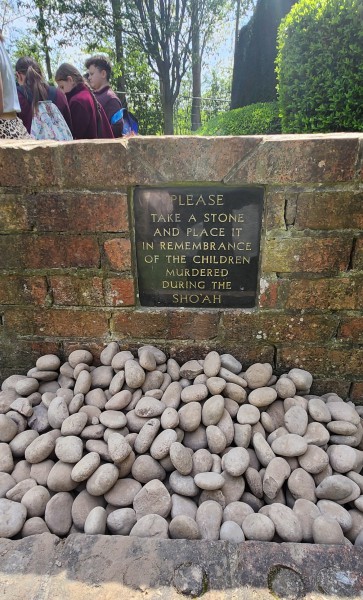 PLEASE
TAKE A STONE
AND PLACE IT
IN REMEMBRANCE
OF THE CHILDREN
MURDERED
DURING THE
SHO'AH